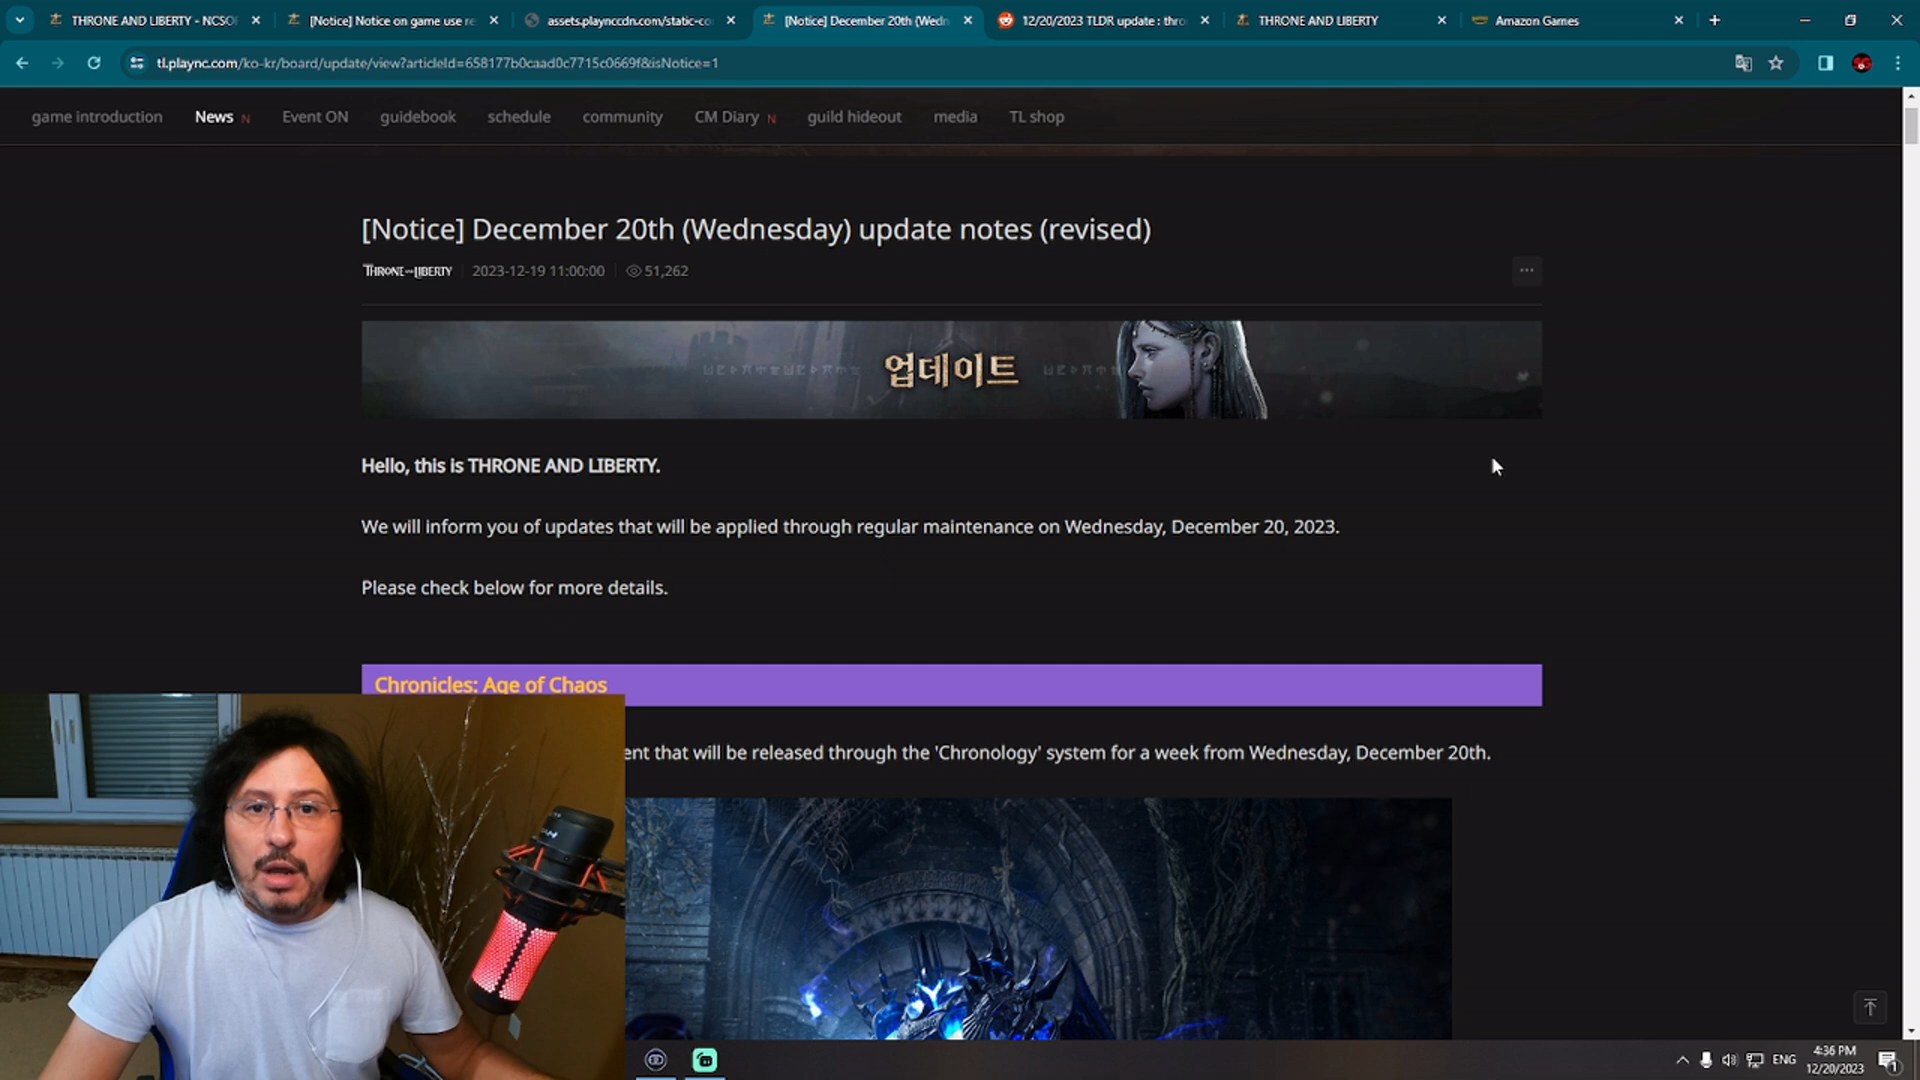 THRONE AND LIBERTY - NCSOF
[Notice] Notice on game use re
assets.playnccdn.com/static-co
[Notice] December 20th (Wedn
12/20/2023 TLDR update : thro
THRONE AND LIBERTY
Amazon Games
tl.plaync.com/ko-kr/board/update/view?articleId=658177b0caad0c7715c0669f&isNotice=1
game introduction
News N
Event ON
guidebook
schedule
community
CM Diary N
guild hideout
media
TL shop
[Notice] December 20th (Wednesday) update notes (revised)
THRONE AND LIBERTY
2023-12-19 11:00:00
51,262
업데이트
Hello, this is THRONE AND LIBERTY.
We will inform you of updates that will be applied through regular maintenance on Wednesday, December 20, 2023.
Please check below for more details.
Chronicles: Age of Chaos
ent that will be released through the 'Chronology' system for a week from Wednesday, December 20th.
ENG
4:36 PM
12/20/2023
1